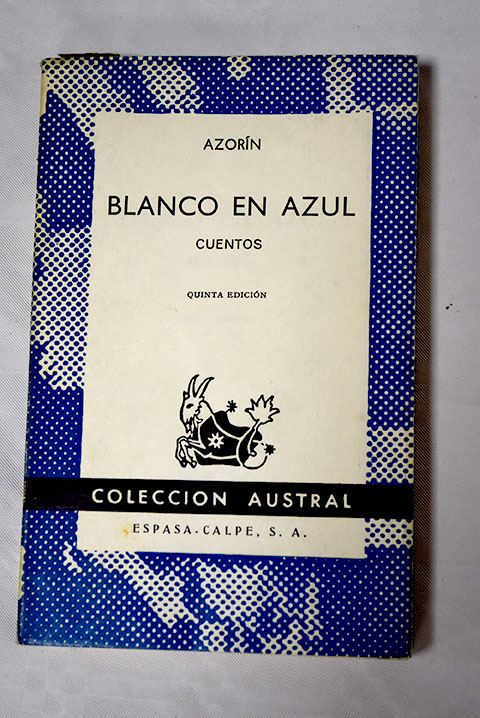 AZORÍN
BLANCO EN AZUL
CUENTOS
QUINTA EDICIÓN
COLECCION AUSTRAL
ESPASA-CALPE, S. A.